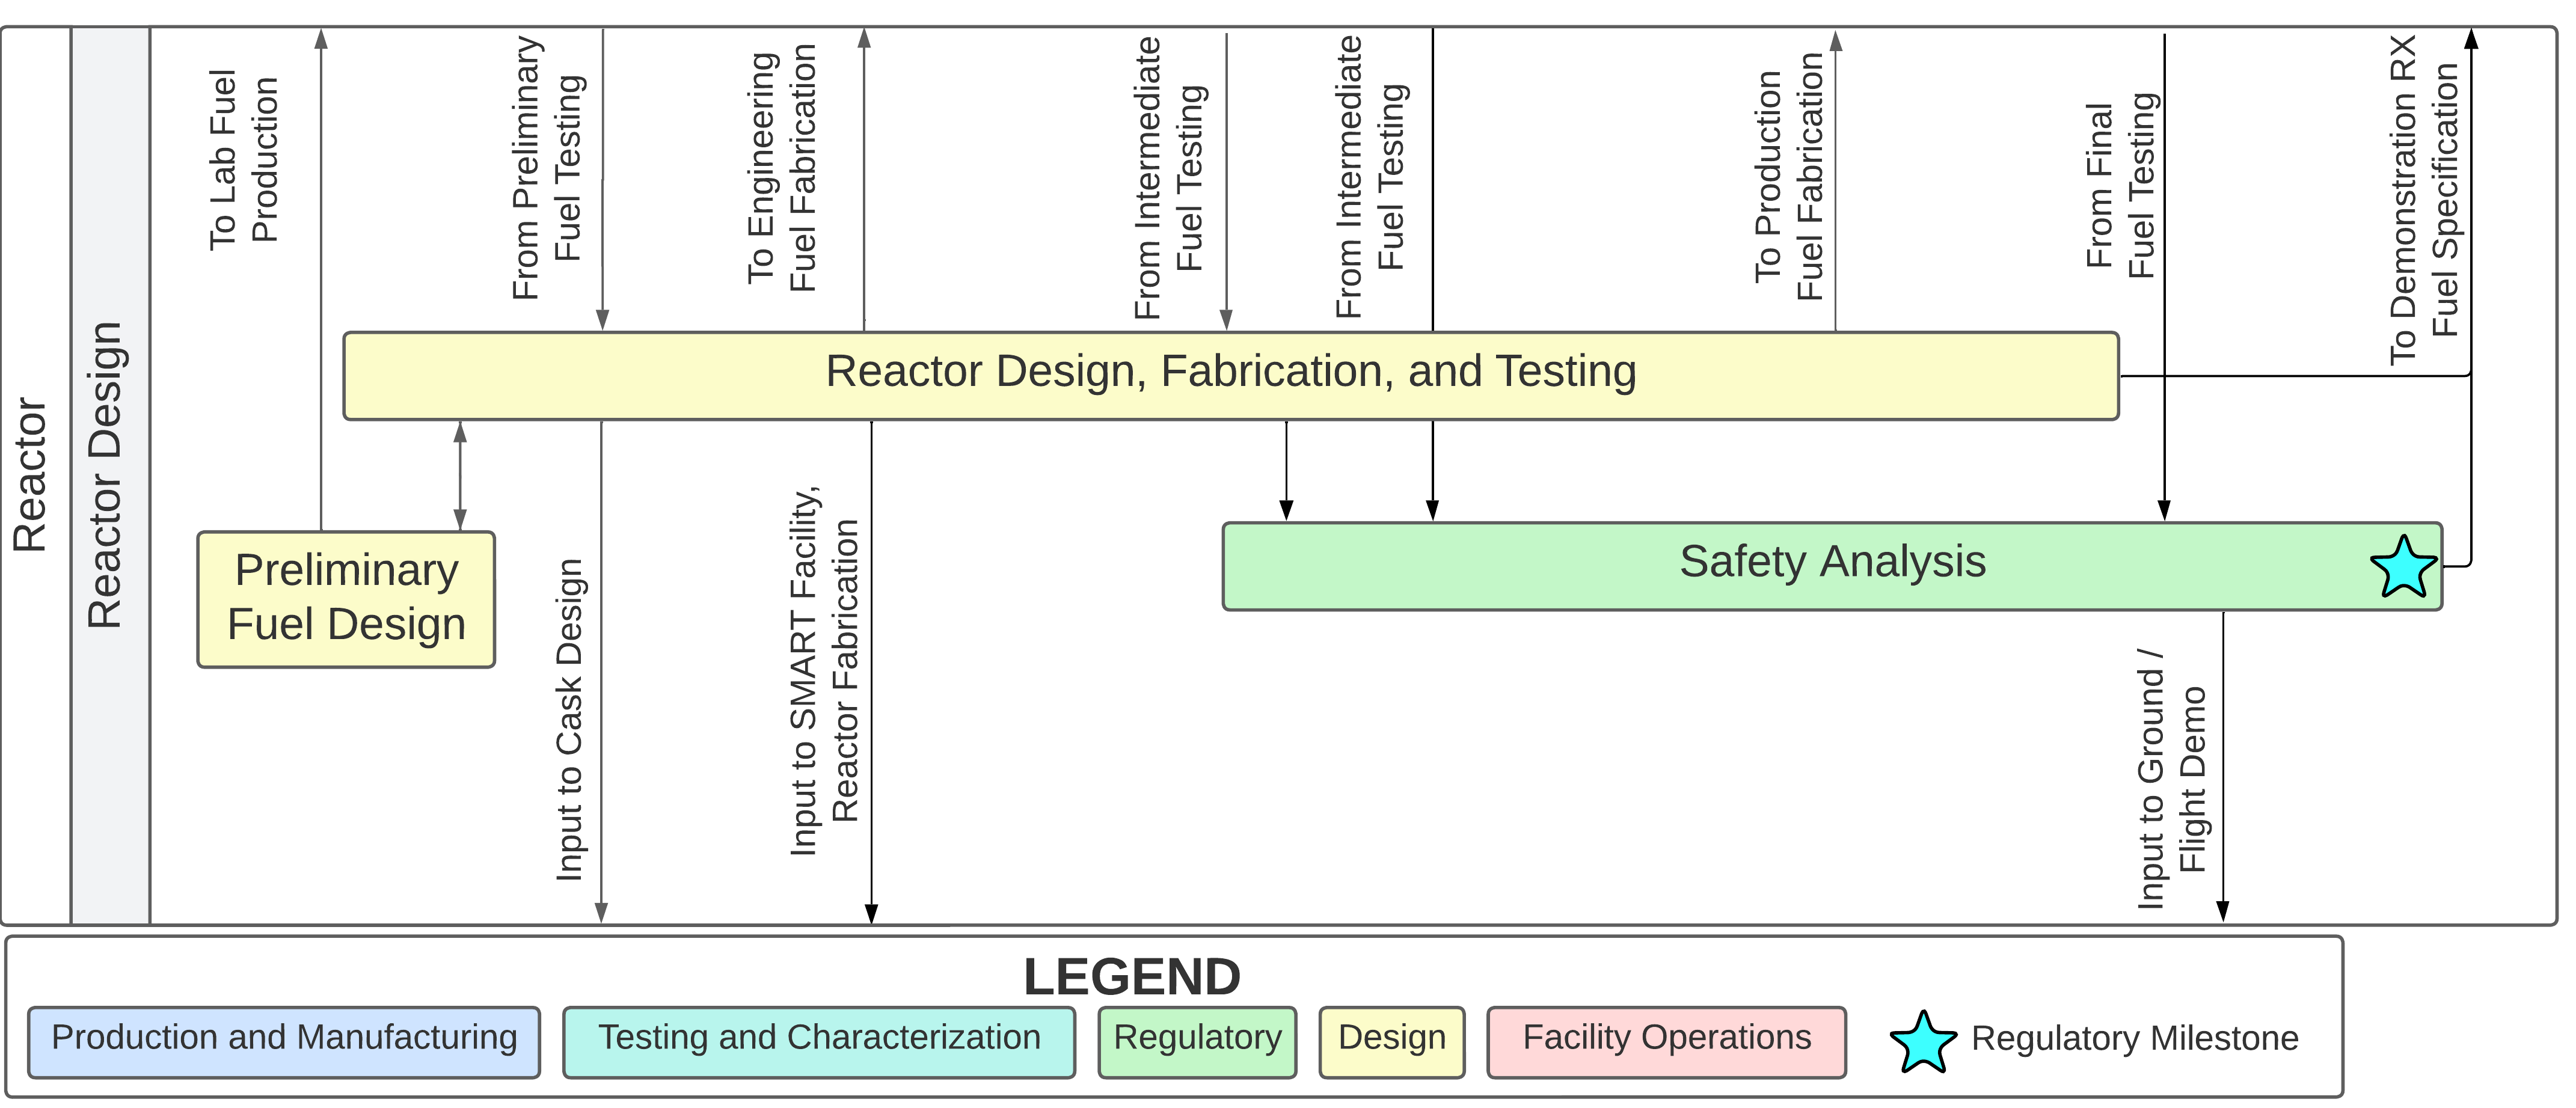 Reactor
Reactor Design
To Lab Fuel
Production
From Preliminary
Fuel Testing
To Engineering
Fuel Fabrication
From Intermediate
Fuel Testing
From Intermediate
Fuel Testing
To Production
Fuel Fabrication
From Final
Fuel Testing
To Demonstration RX
Fuel Specification
Reactor Design, Fabrication, and Testing
Preliminary
Fuel Design
Safety Analysis
Input to Cask Design
Input to SMART Facility,
Reactor Fabrication
Input to Ground /
Flight Demo
LEGEND
Production and Manufacturing
Testing and Characterization
Regulatory
Design
Facility Operations
Regulatory Milestone